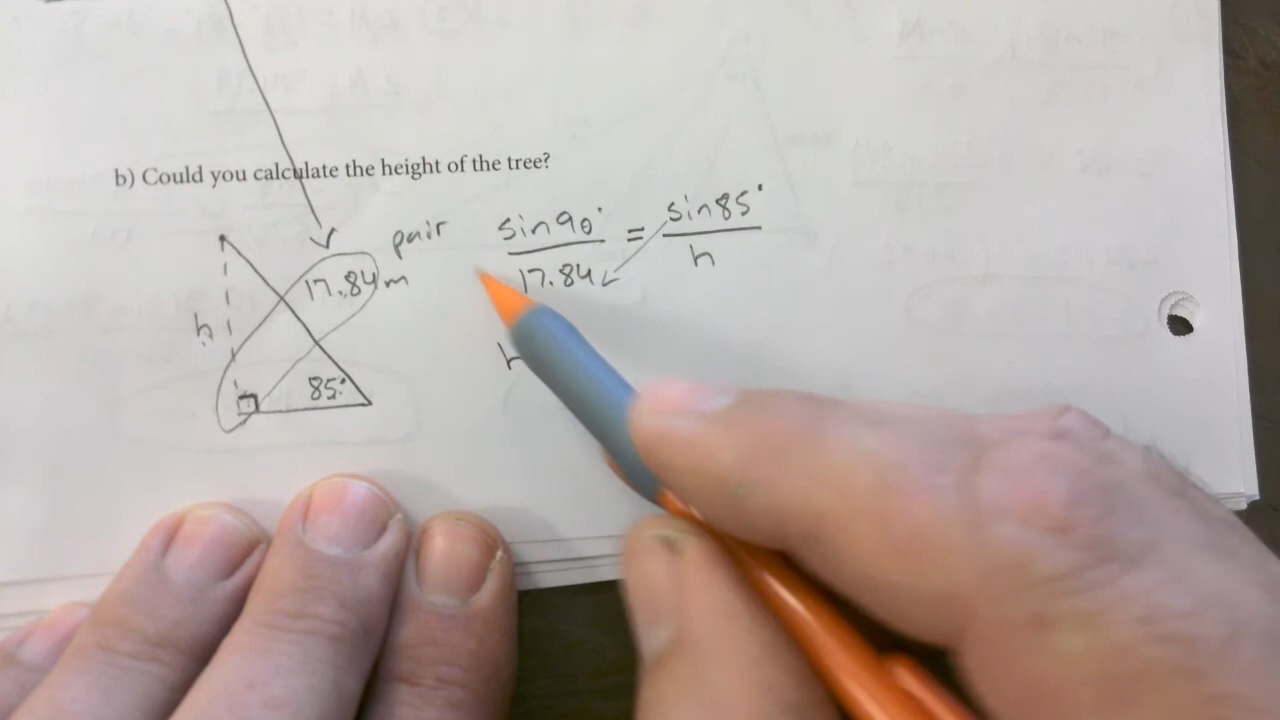 b) Could you calculate the height of the tree?
pair
sin90° = sin85°
17.84 h
17.84m
h
h
85°